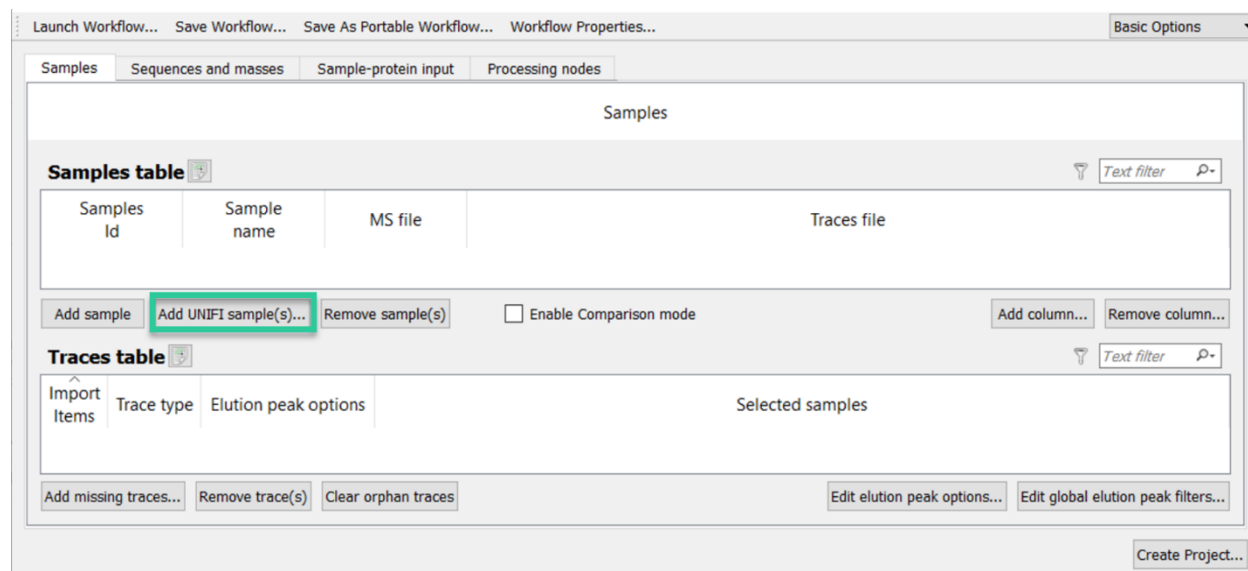 Launch Workflow... Save Workflow... Save As Portable Workflow... Workflow Properties... Basic Options
Samples Sequences and masses Sample-protein input Processing nodes
Samples
Samples table Text filter
Samples Id Sample name MS file Traces file
Add sample Add UNIFI sample(s)... Remove sample(s) Enable Comparison mode Add column... Remove column...
Traces table Text filter
Import Items Trace type Elution peak options Selected samples
Add missing traces... Remove trace(s) Clear orphan traces Edit elution peak options... Edit global elution peak filters...
Create Project...